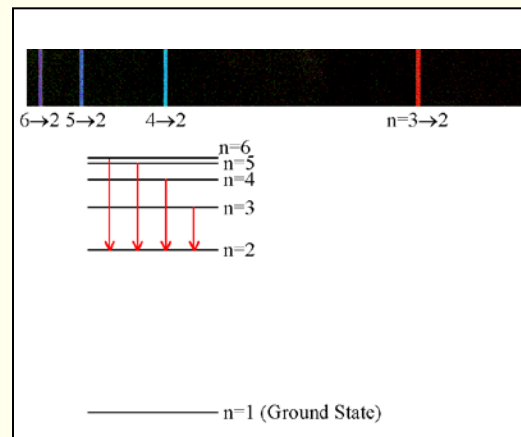 6→2 5→2 4→2 n=3→2
n=6
n=5
n=4
n=3
n=2
n=1 (Ground State)